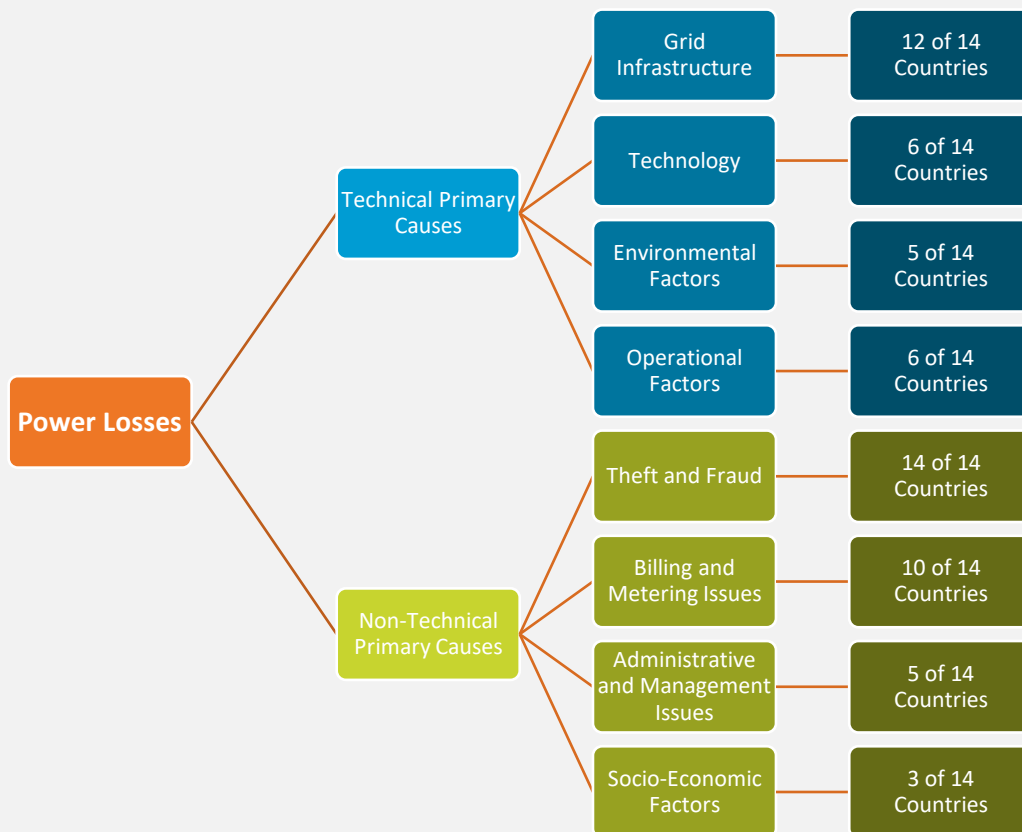 Power Losses
Technical Primary
Causes
Grid
Infrastructure
12 of 14
Countries
Technology
6 of 14
Countries
Environmental
Factors
5 of 14
Countries
Operational
Factors
6 of 14
Countries
Non-Technical
Primary Causes
Theft and Fraud
14 of 14
Countries
Billing and
Metering Issues
10 of 14
Countries
Administrative
and Management
Issues
5 of 14
Countries
Socio-Economic
Factors
3 of 14
Countries